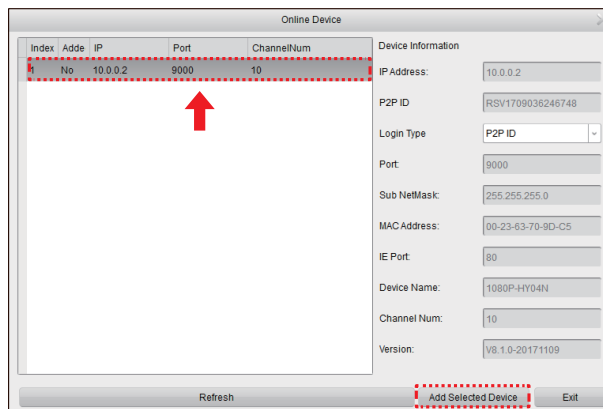 Online Device
Index Adde IP Port ChannelNum
1 No 10.0.0.2 9000 10
Device Information
IP Address: 10.0.0.2
P2P ID RSV1709036246748
Login Type P2P ID
Port: 9000
Sub NetMask: 255.255.255.0
MAC Address: 00-23-63-70-9D-C5
IE Port: 80
Device Name: 1080P-HY04N
Channel Num: 10
Version: V8.1.0-20171109
Refresh Add Selected Device Exit